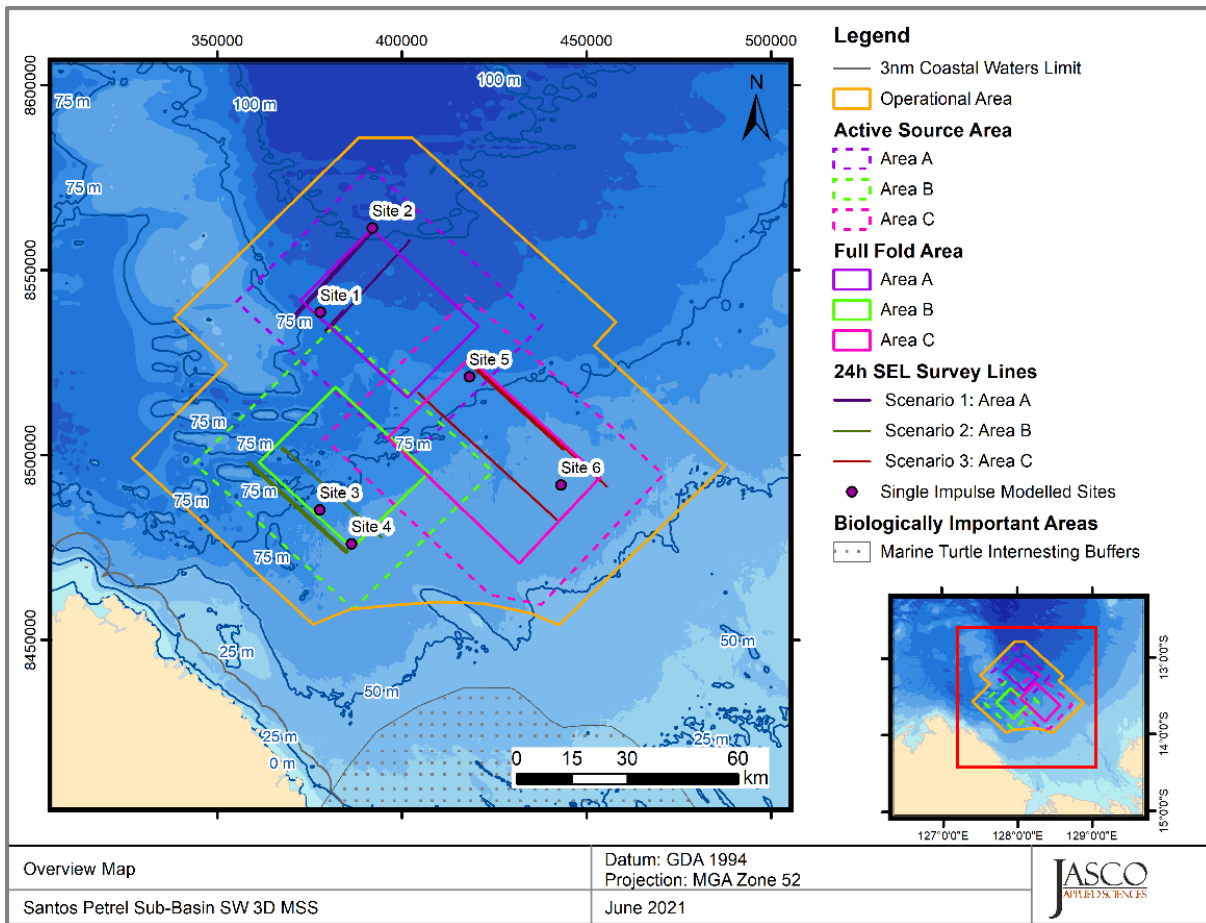 350000
400000
450000
500000
8600000
8550000
8500000
8450000
75 m
100 m
100 m
N
75 m
Site 2
Site 1
75 m
Site 5
75 m
75 m
75 m
75 m
Site 6
75 m
75 m
Site 3
Site 4
75 m
25 m
50 m
50 m
25 m
0 m
25 m
0 15 30 60
km
Legend
3nm Coastal Waters Limit
Operational Area
Active Source Area
Area A
Area B
Area C
Full Fold Area
Area A
Area B
Area C
24h SEL Survey Lines
Scenario 1: Area A
Scenario 2: Area B
Scenario 3: Area C
Single Impulse Modelled Sites
Biologically Important Areas
Marine Turtle Internesting Buffers
13°0'0"S
14°0'0"S
15°0'0"S
127°0'0"E
128°0'0"E
129°0'0"E
Overview Map
Datum: GDA 1994
Projection: MGA Zone 52
Santos Petrel Sub-Basin SW 3D MSS
June 2021
JASCO
APPLIED SCIENCES